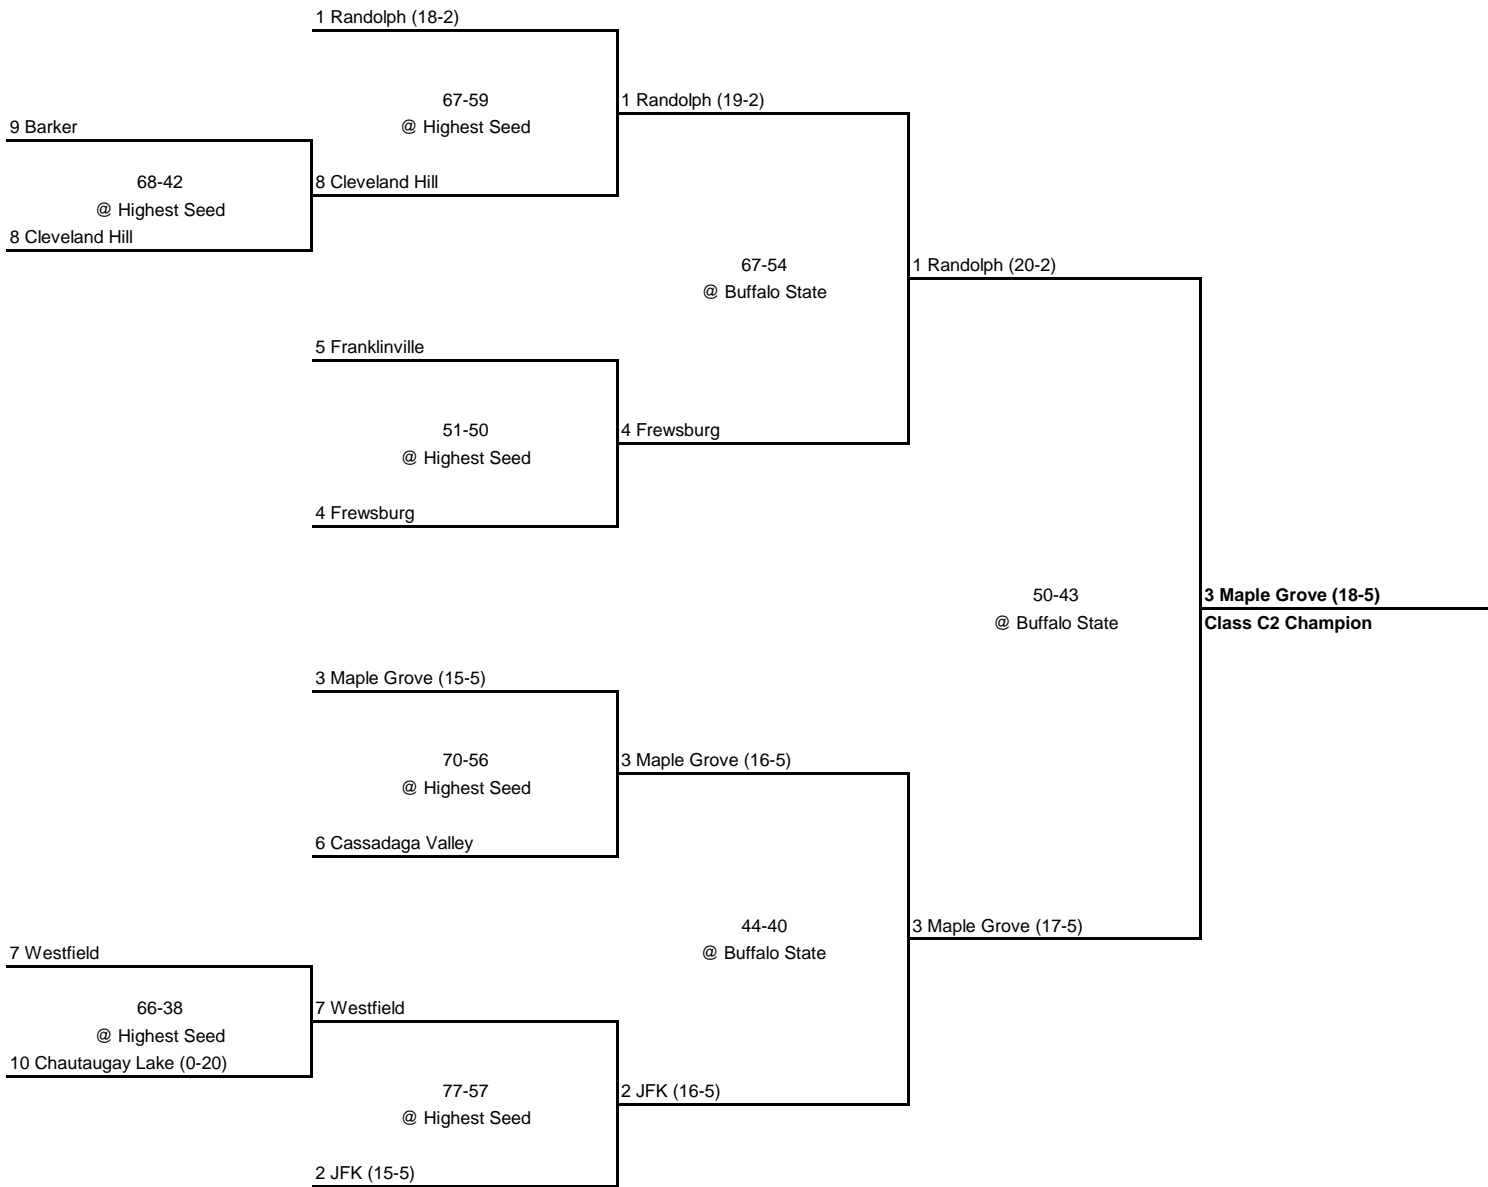 1 Randolph (18-2)
67-59
@ Highest Seed
1 Randolph (19-2)
9 Barker
68-42
@ Highest Seed
8 Cleveland Hill
8 Cleveland Hill
67-54
@ Buffalo State
1 Randolph (20-2)
5 Franklinville
51-50
@ Highest Seed
4 Frewsburg
4 Frewsburg
50-43
@ Buffalo State
3 Maple Grove (18-5)
Class C2 Champion
3 Maple Grove (15-5)
70-56
@ Highest Seed
3 Maple Grove (16-5)
6 Cassadaga Valley
44-40
@ Buffalo State
3 Maple Grove (17-5)
7 Westfield
66-38
@ Highest Seed
7 Westfield
10 Chautaugay Lake (0-20)
77-57
@ Highest Seed
2 JFK (16-5)
2 JFK (15-5)